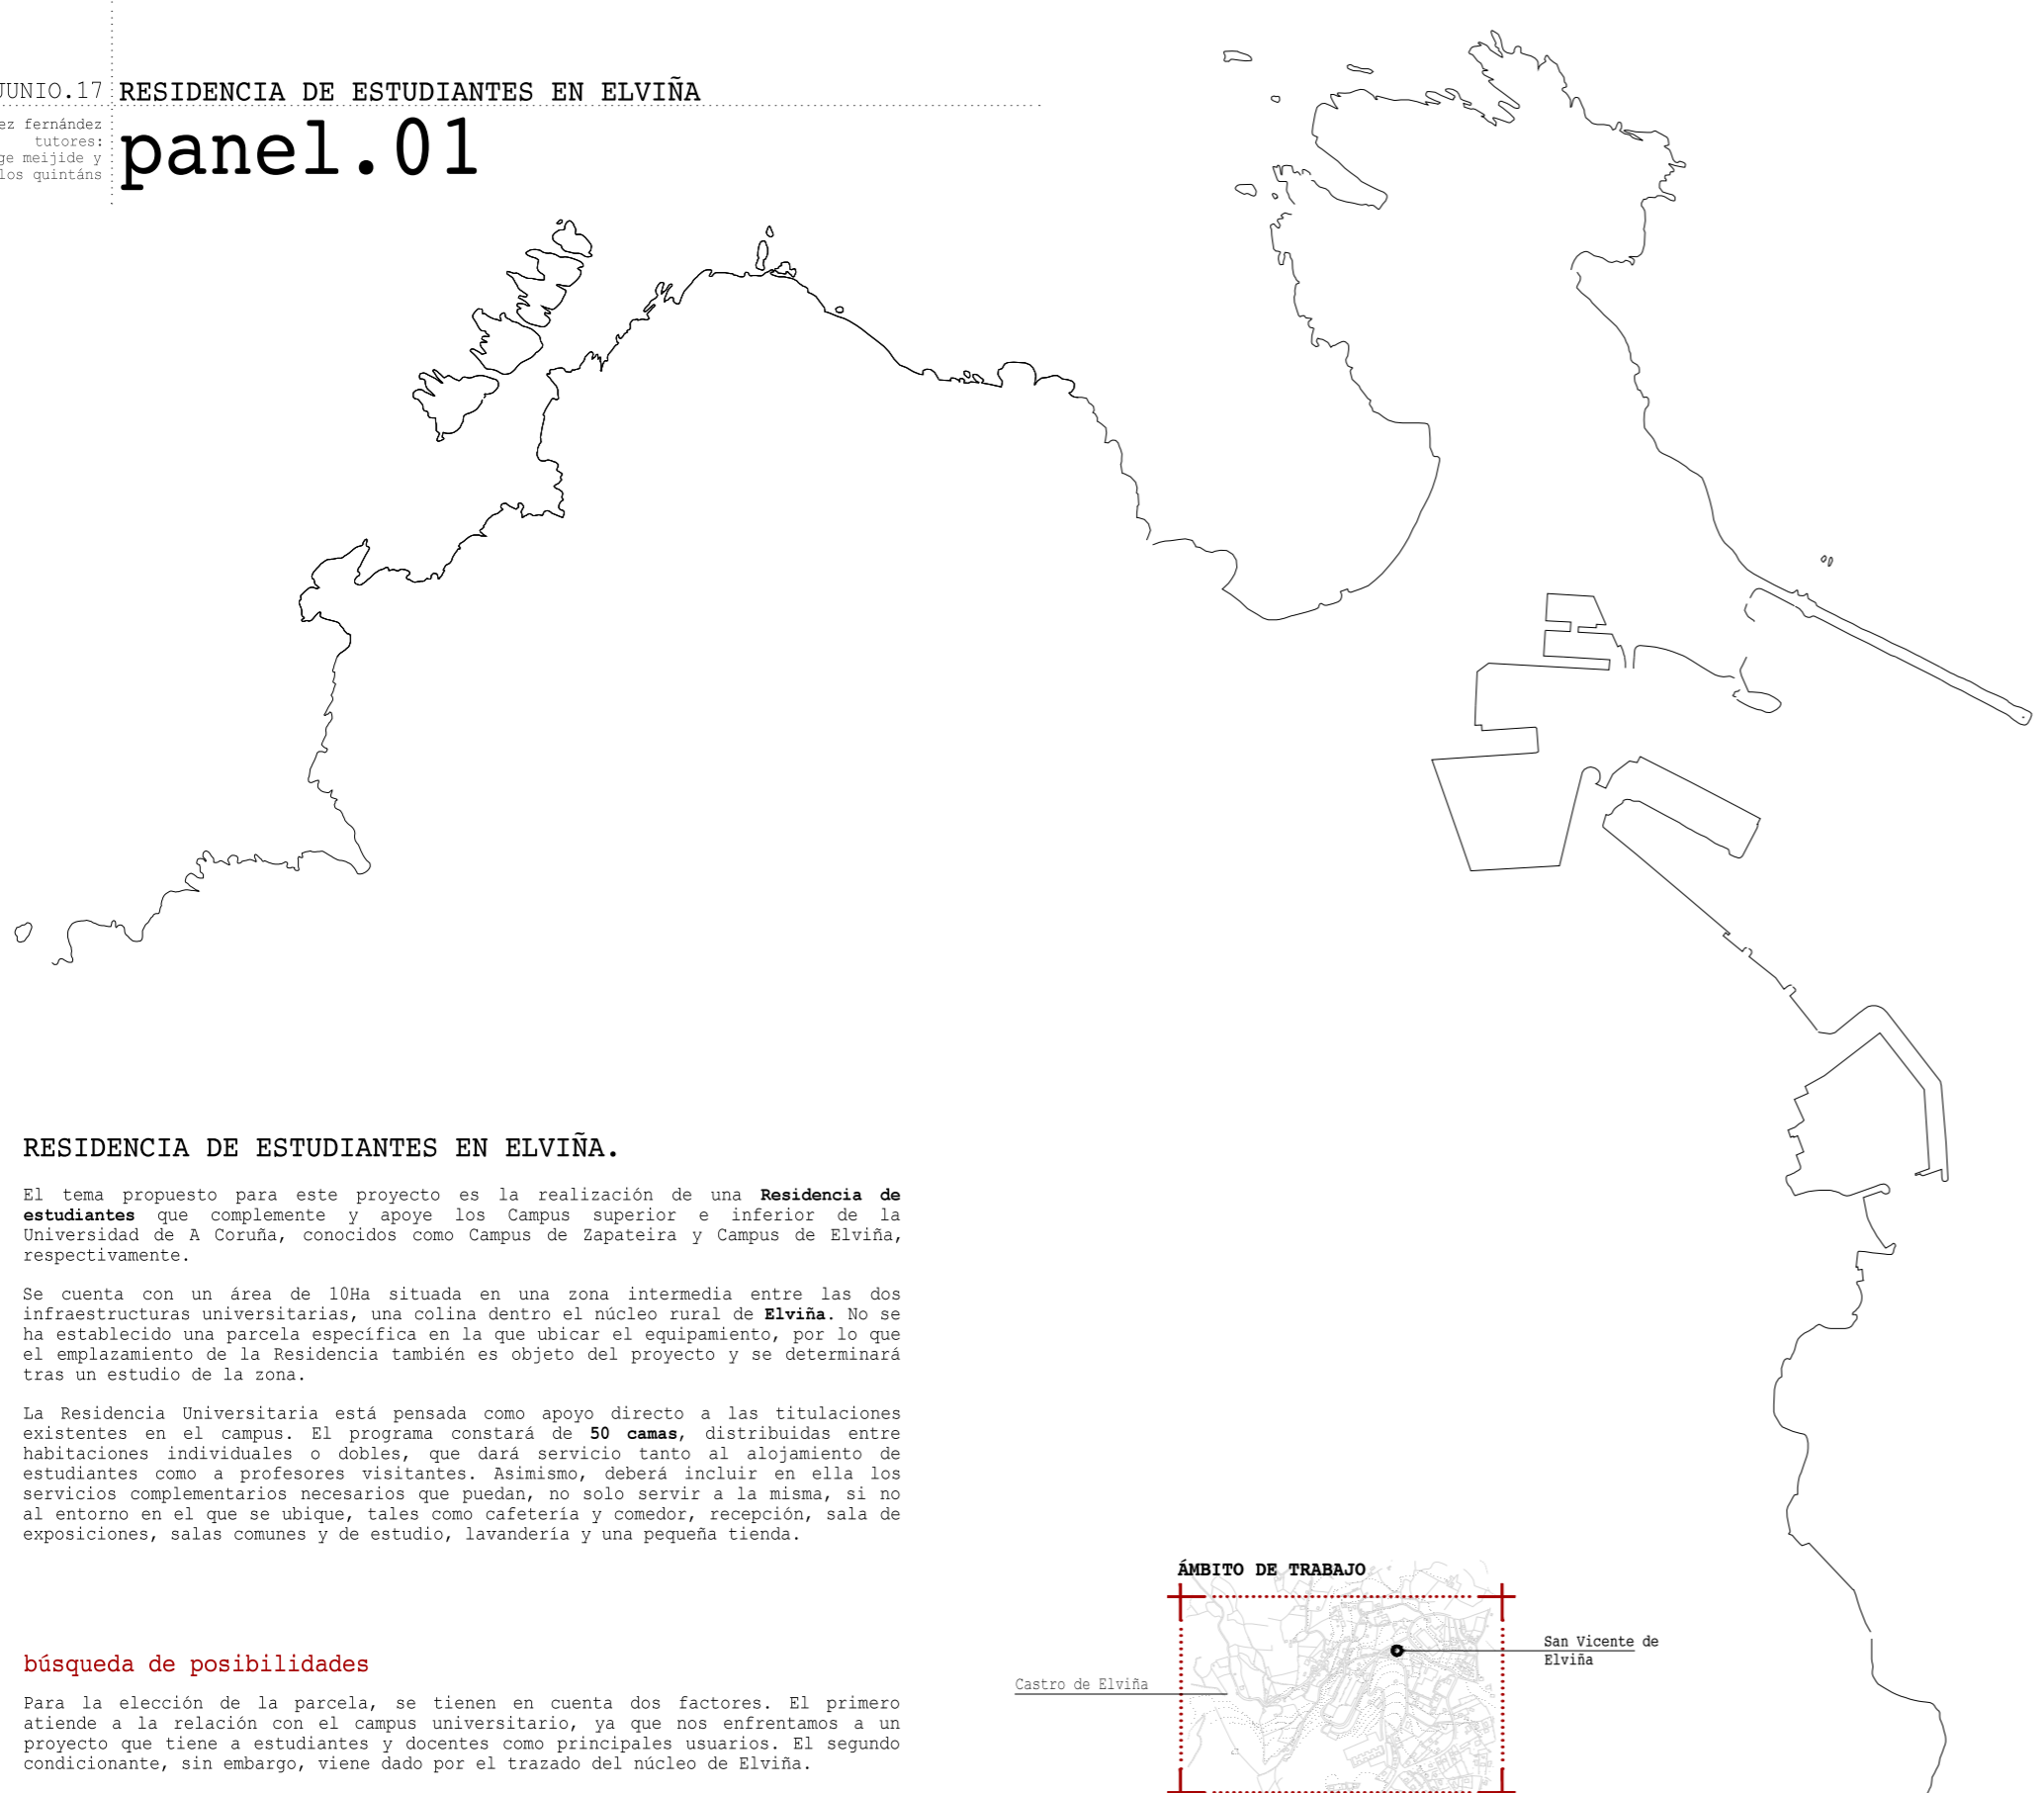 JUNIO.17 RESIDENCIA DE ESTUDIANTES EN ELVIÑA
panel.01
fernández
tutores:
meijide y
quintáns
RESIDENCIA DE ESTUDIANTES EN ELVIÑA.
El tema propuesto para este proyecto es la realización de una Residencia de
estudiantes que complemente y apoye los Campus superior e inferior de la
Universidad de A Coruña, conocidos como Campus de Zapateira y Campus de Elviña,
respectivamente.
Se cuenta con un área de 10Ha situada en una zona intermedia entre las dos
infraestructuras universitarias, una colina dentro el núcleo rural de Elviña. No se
ha establecido una parcela específica en la que ubicar el equipamiento, por lo que
el emplazamiento de la Residencia también es objeto del proyecto y se determinará
tras un estudio de la zona.
La Residencia Universitaria está pensada como apoyo directo a las titulaciones
existentes en el campus. El programa constará de 50 camas, distribuidas entre
habitaciones individuales o dobles, que dará servicio tanto al alojamiento de
estudiantes como a profesores visitantes. Asimismo, deberá incluir en ella los
servicios complementarios necesarios que puedan, no solo servir a la misma, si no
al entorno en el que se ubique, tales como cafetería y comedor, recepción, sala de
exposiciones, salas comunes y de estudio, lavandería y una pequeña tienda.
búsqueda de posibilidades
Para la elección de la parcela, se tienen en cuenta dos factores. El primero
atiende a la relación con el campus universitario, ya que nos enfrentamos a un
proyecto que tiene a estudiantes y docentes como principales usuarios. El segundo
condicionante, sin embargo, viene dado por el trazado del núcleo de Elviña.
ÁMBITO DE TRABAJO
San Vicente de
Elviña
Castro de Elviña